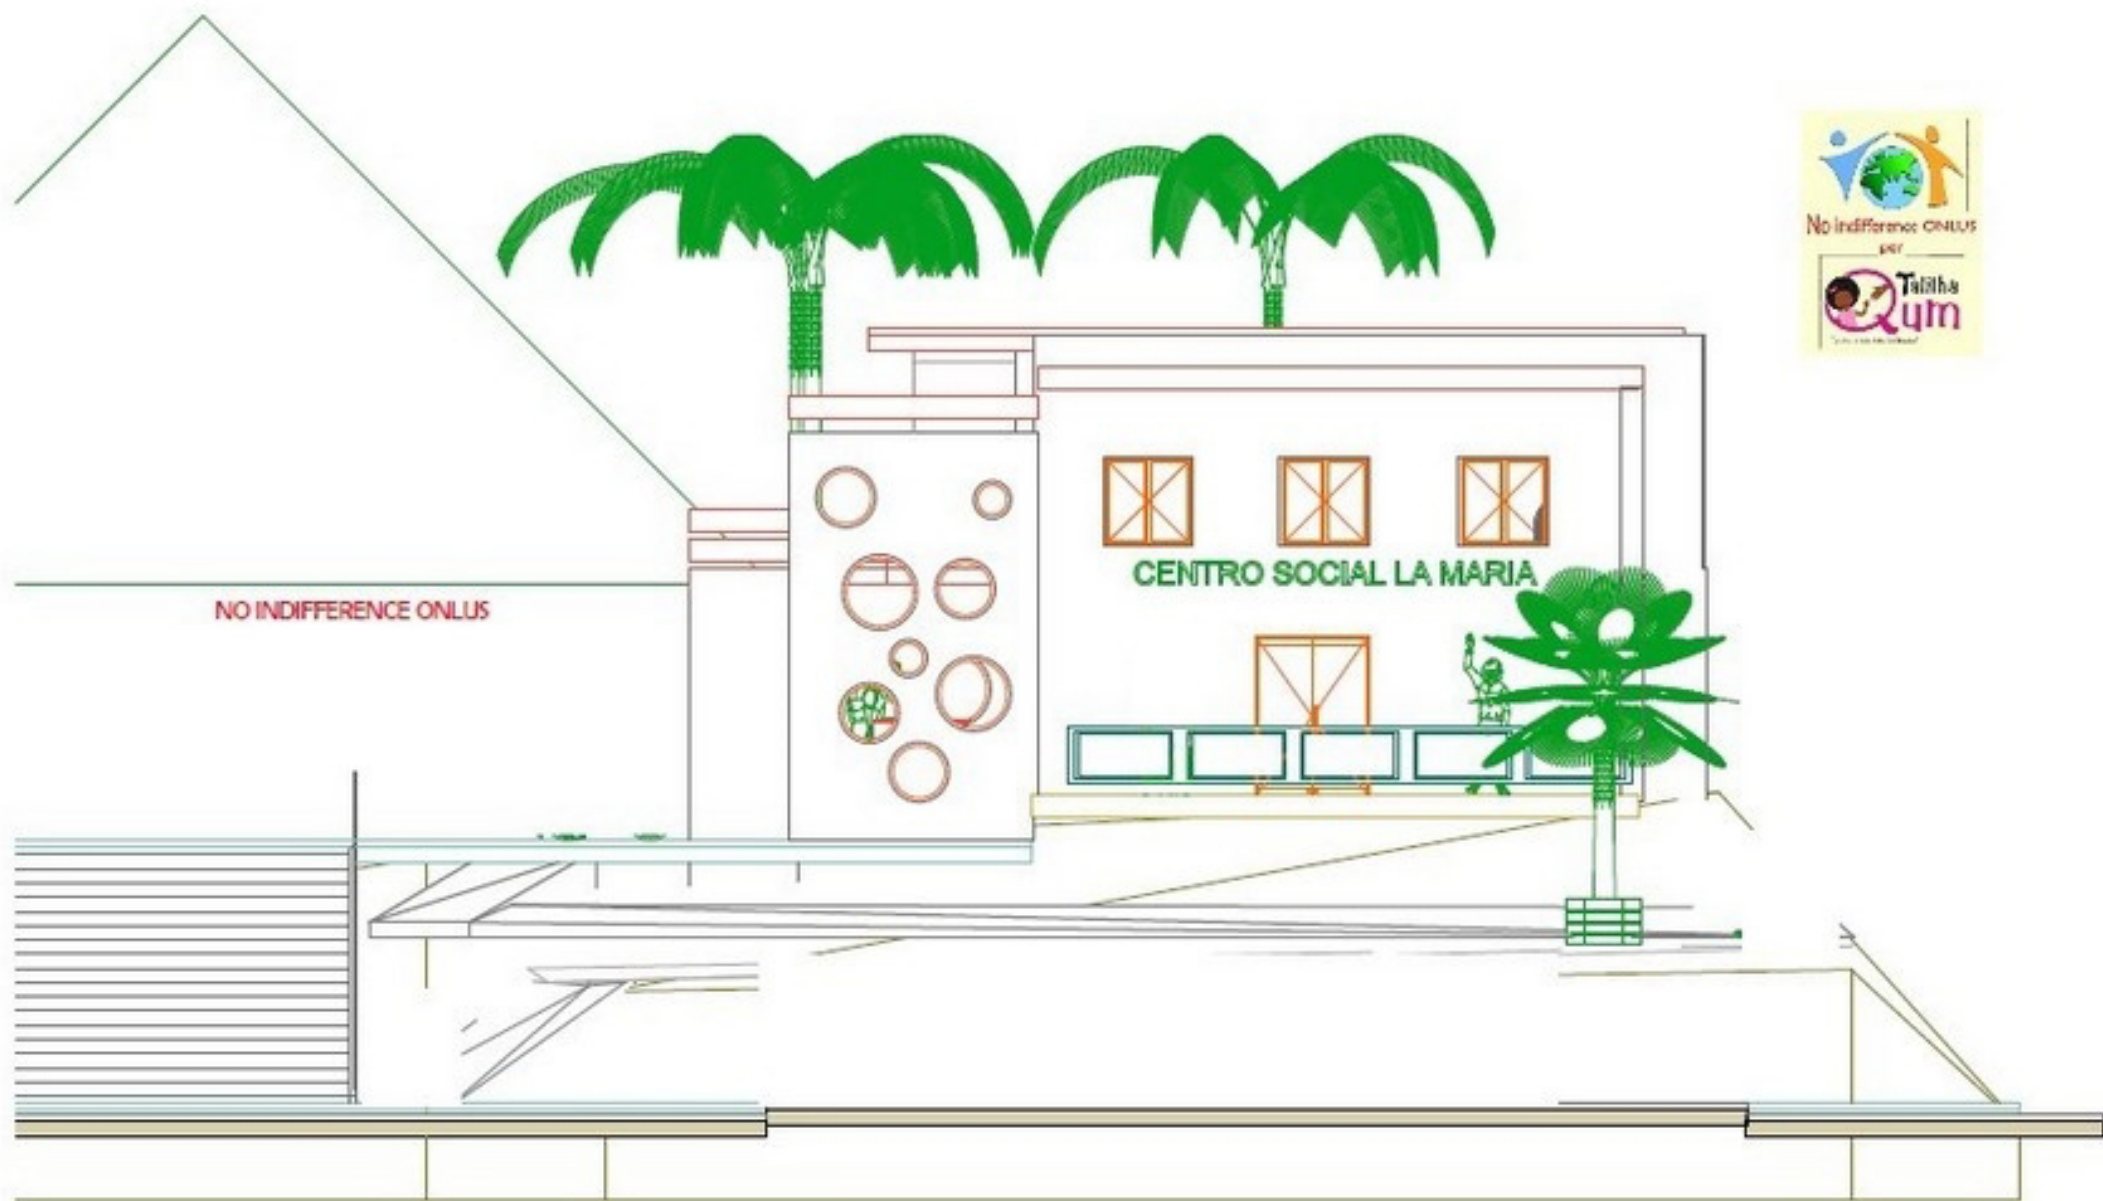 No indifference ONLUS
per
Talitha
Qum
CENTRO SOCIAL LA MARIA
NO INDIFFERENCE ONLUS